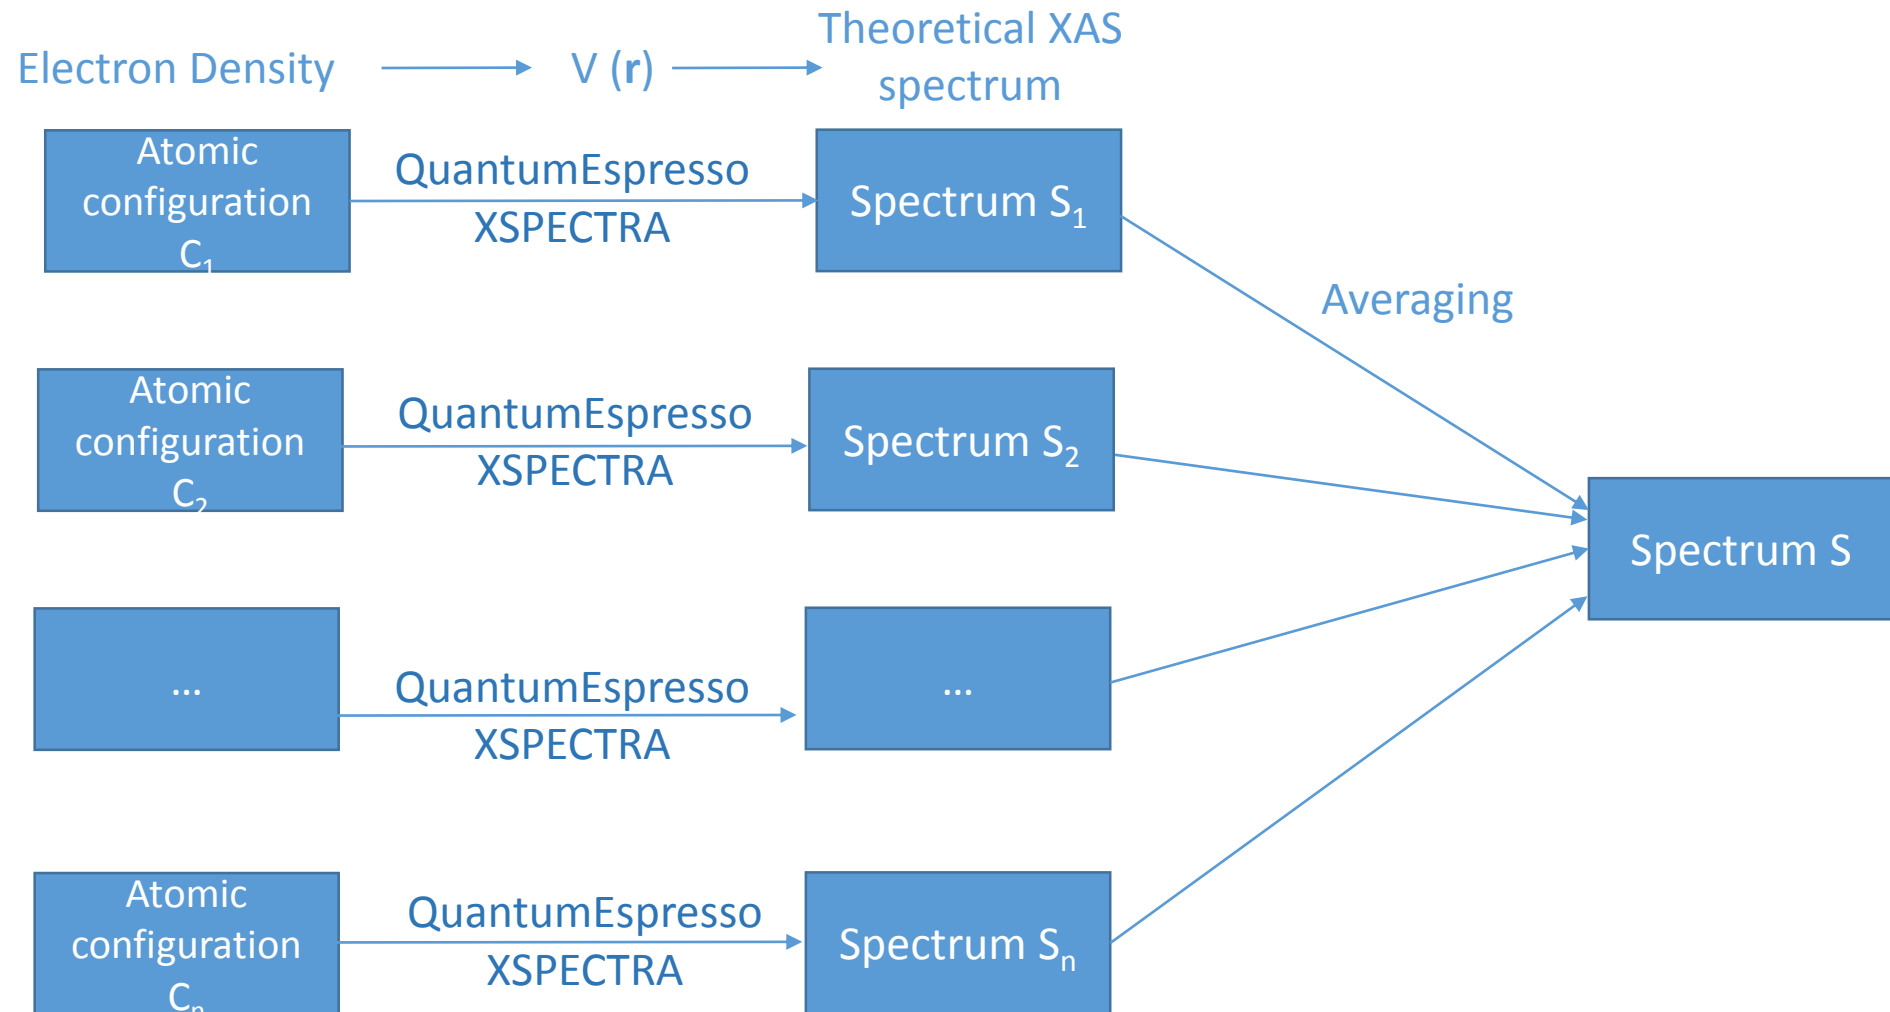 Electron Density
V (r)
Theoretical XAS
spectrum
Atomic
configuration
C1
QuantumEspresso
XSPECTRA
Spectrum S1
Averaging
Atomic
configuration
C2
QuantumEspresso
XSPECTRA
Spectrum S2
Spectrum S
...
QuantumEspresso
XSPECTRA
...
Atomic
configuration
Cn
QuantumEspresso
XSPECTRA
Spectrum Sn